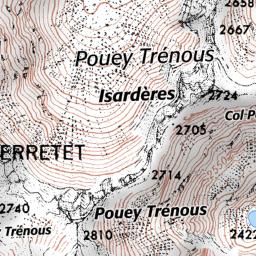 2658
2667
Pouey Trénous
Isardères
2724
Col P
2705
ERRETET
2714
2740
Pouey Trénous
y Trénous
2810
2422